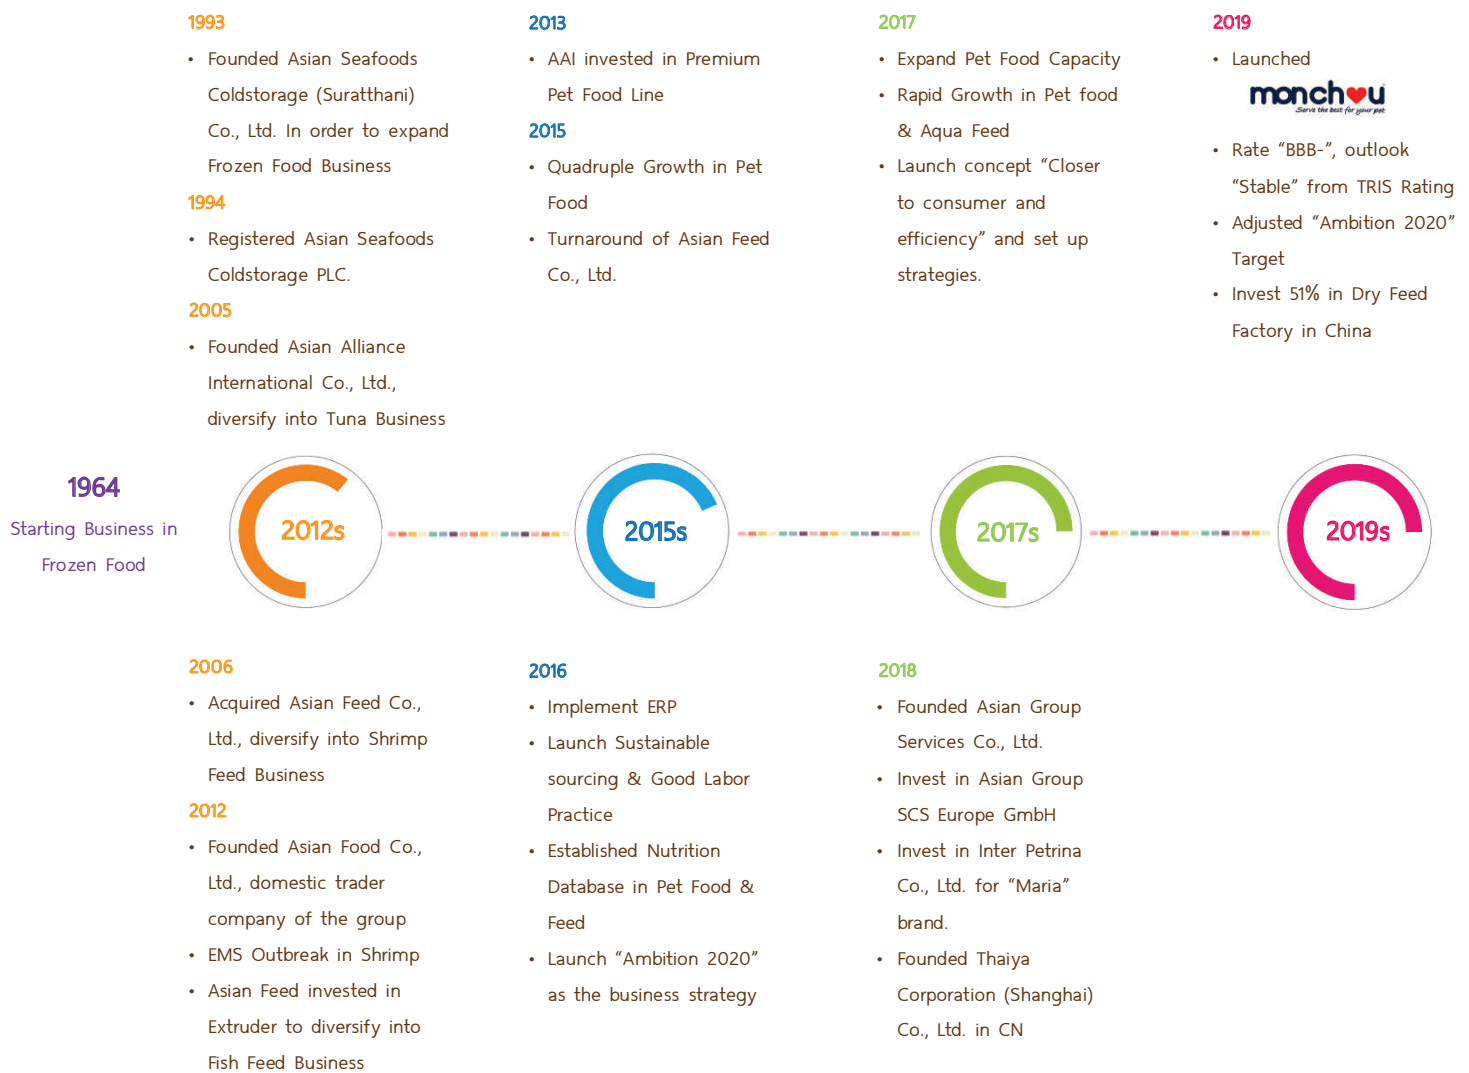 1964
Starting Business in
Frozen Food
1993
• Founded Asian Seafoods
Coldstorage (Suratthani)
Co., Ltd. In order to expand
Frozen Food Business
1994
• Registered Asian Seafoods
Coldstorage PLC.
2005
• Founded Asian Alliance
International Co., Ltd.,
diversify into Tuna Business
2012s
2006
• Acquired Asian Feed Co.,
Ltd., diversify into Shrimp
Feed Business
2012
• Founded Asian Food Co.,
Ltd., domestic trader
company of the group
• EMS Outbreak in Shrimp
• Asian Feed invested in
Extruder to diversify into
Fish Feed Business
2013
• AAI invested in Premium
Pet Food Line
2015
• Quadruple Growth in Pet
Food
• Turnaround of Asian Feed
Co., Ltd.
2015s
2016
• Implement ERP
• Launch Sustainable
sourcing & Good Labor
Practice
• Established Nutrition
Database in Pet Food &
Feed
• Launch “Ambition 2020”
as the business strategy
2017
• Expand Pet Food Capacity
• Rapid Growth in Pet food
& Aqua Feed
• Launch concept “Closer
to consumer and
efficiency” and set up
strategies.
2017s
2018
• Founded Asian Group
Services Co., Ltd.
• Invest in Asian Group
SCS Europe GmbH
• Invest in Inter Petrina
Co., Ltd. for “Maria”
brand.
• Founded Thaiya
Corporation (Shanghai)
Co., Ltd. in CN
2019
• Launched
monchou
Serve the best for your pet
• Rate “BBB-”, outlook
“Stable” from TRIS Rating
• Adjusted “Ambition 2020”
Target
• Invest 51% in Dry Feed
Factory in China
2019s